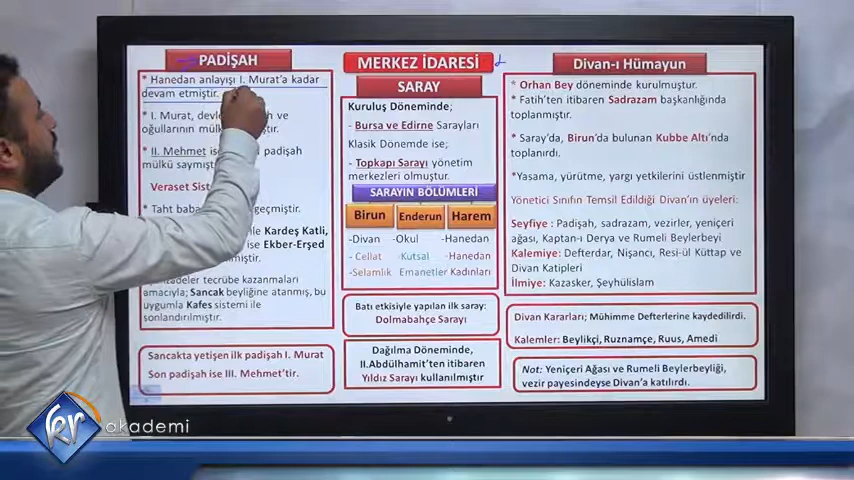 PADİŞAH
* Hanedan anlayışı I. Murat'a kadar
devam etmiştir.
* I. Murat, ve
oğullarının
* II. Mehmet padişah
mülkü
Veraset
* Taht geçmiştir.
Kardeş Katli,
ise Ekber-Erşed
tecrübe kazanmaları
amacıyla; Sancak beyliğine atanmış, bu
uygumla Kafes sistemi ile
sonlandırılmıştır.
Sancakta yetişen ilk padişah I. Murat
Son padişah ise III. Mehmet'tir.
MERKEZ İDARESİ
SARAY
Kuruluş Döneminde;
- Bursa ve Edirne Sarayları
Klasik Dönemde ise;
- Topkapı Sarayı yönetim
merkezleri olmuştur.
SARAYIN BÖLÜMLERİ
Birun Enderun Harem
-Divan -Okul -Hanedan
-Cellat -Kutsal -Hanedan
-Selamlık Emanetler Kadınları
Batı etkisiyle yapılan ilk saray:
Dolmabahçe Sarayı
Dağılma Döneminde,
II.Abdülhamit'ten itibaren
Yıldız Sarayı kullanılmıştır
Divan-ı Hümayun
* Orhan Bey döneminde kurulmuştur.
* Fatih'ten itibaren Sadrazam başkanlığında
toplanmıştır.
* Saray'da, Birun'da bulunan Kubbe Altı'nda
toplanırdı.
*Yasama, yürütme, yargı yetkilerini üstlenmiştir
Yönetici Sınıfın Temsil Edildiği Divan'ın üyeleri:
Seyfiye : Padişah, sadrazam, vezirler, yeniçeri
ağası, Kaptan-ı Derya ve Rumeli Beylerbeyi
Kalemiye: Defterdar, Nişancı, Resi-ül Küttap ve
Divan Katipleri
İlmiye: Kazasker, Şeyhülislam
Divan Kararları; Mühimme Defterlerine kaydedilirdi.
Kalemler: Beylikçi, Ruznamçe, Ruus, Amedi
Not: Yeniçeri Ağası ve Rumeli Beylerbeyliği,
vezir payesindeyse Divan'a katılırdı.
kr akademi